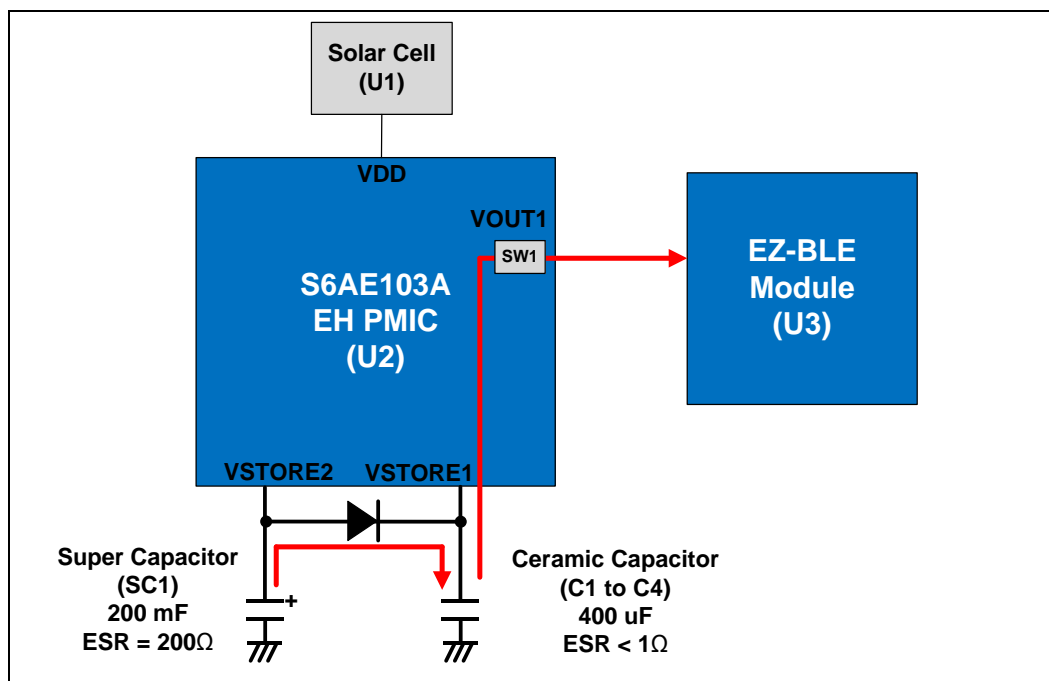 Solar Cell
(U1)
VDD
VOUT1
SW1
S6AE103A
EH PMIC
(U2)
EZ-BLE
Module
(U3)
VSTORE2
VSTORE1
Super Capacitor
(SC1)
200 mF
ESR = 200Ω
+
Ceramic Capacitor
(C1 to C4)
400 uF
ESR < 1Ω